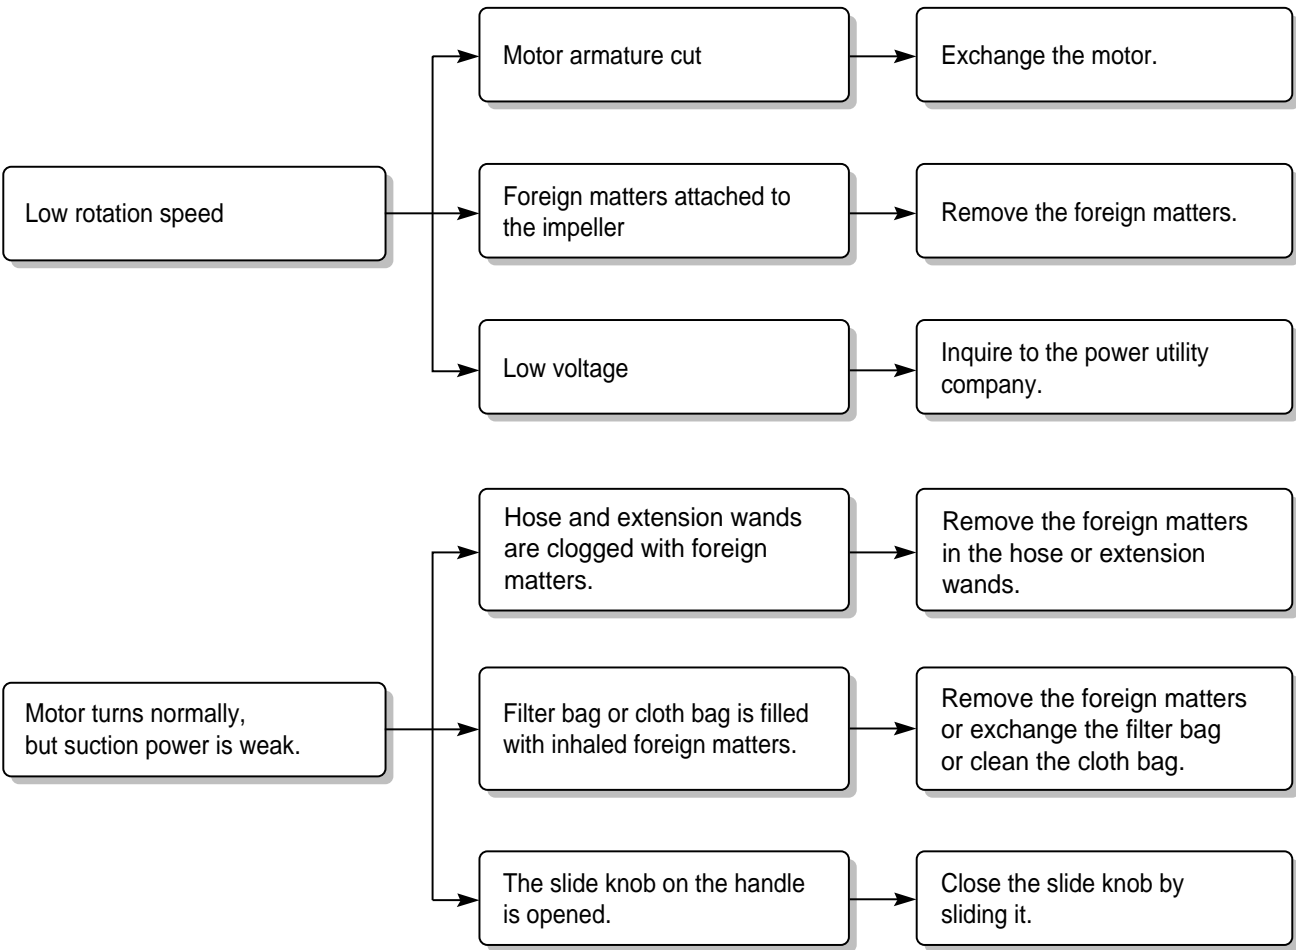 Motor armature cut
Exchange the motor.
Low rotation speed
Foreign matters attached to
the impeller
Remove the foreign matters.
Low voltage
Inquire to the power utility
company.
Hose and extension wands
are clogged with foreign
matters.
Remove the foreign matters
in the hose or extension
wands.
Motor turns normally,
but suction power is weak.
Filter bag or cloth bag is filled
with inhaled foreign matters.
Remove the foreign matters
or exchange the filter bag
or clean the cloth bag.
The slide knob on the handle
is opened.
Close the slide knob by
sliding it.